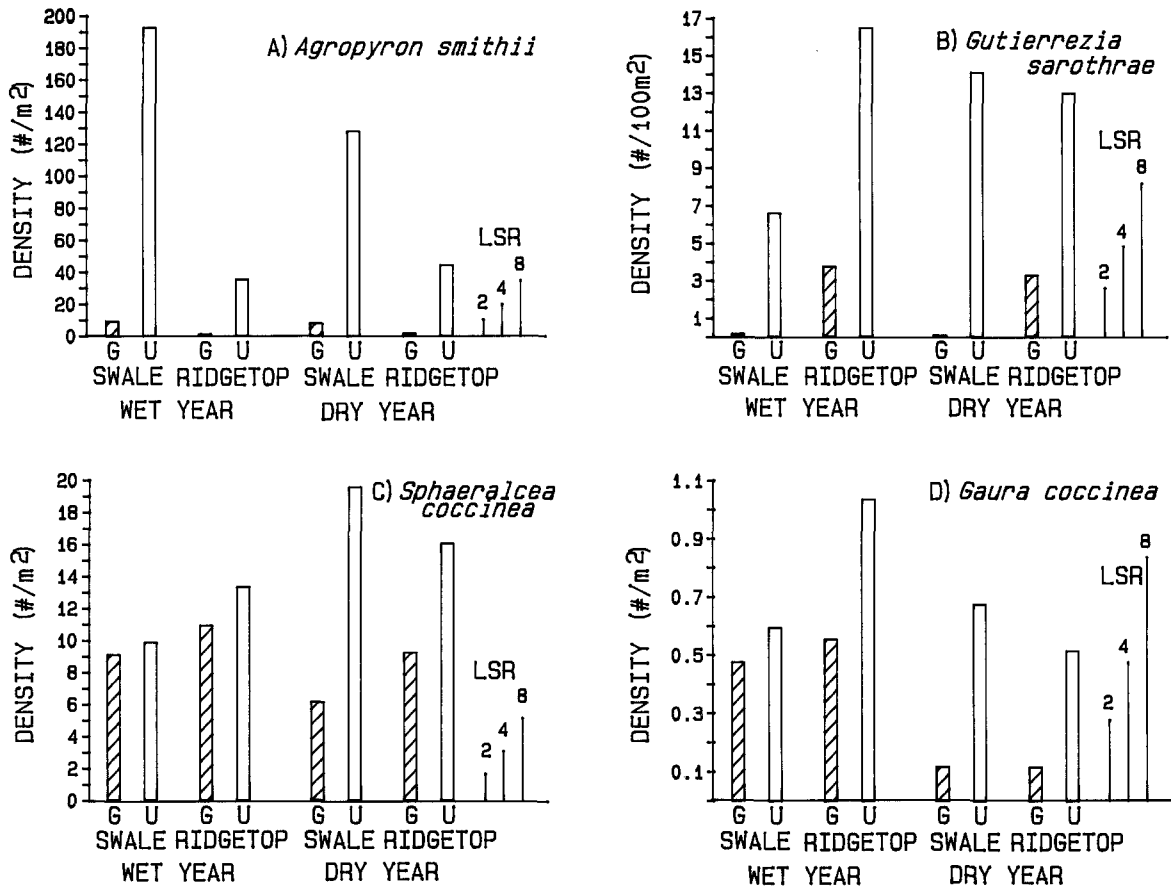 A) Agropyron smithii
DENSITY (#/m2)
200
190
180
160
140
120
100
80
60
40
20
0
LSR
2
4
8
G U G U G U G U
SWALE RIDGETOP SWALE RIDGETOP
WET YEAR DRY YEAR
B) Gutierrezia
sarothrae
DENSITY (#/100m2)
17
15
13
11
9
7
5
3
1
LSR
2
4
8
G U G U G U G U
SWALE RIDGETOP SWALE RIDGETOP
WET YEAR DRY YEAR
C) Sphaeralcea
coccinea
DENSITY (#/m2)
20
18
16
14
12
10
8
6
4
2
0
LSR
2
4
8
G U G U G U G U
SWALE RIDGETOP SWALE RIDGETOP
WET YEAR DRY YEAR
D) Gaura coccinea
DENSITY (#/m2)
1.1
0.9
0.7
0.5
0.3
0.1
LSR
2
4
8
G U G U G U G U
SWALE RIDGETOP SWALE RIDGETOP
WET YEAR DRY YEAR